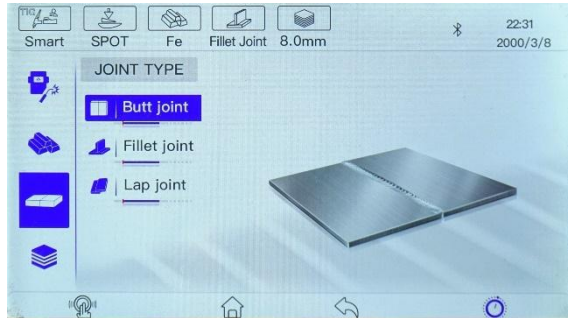 TIG
Smart
SPOT
Fe
Fillet Joint
8.0mm
22:31
2000/3/8
JOINT TYPE
Butt joint
Fillet joint
Lap joint